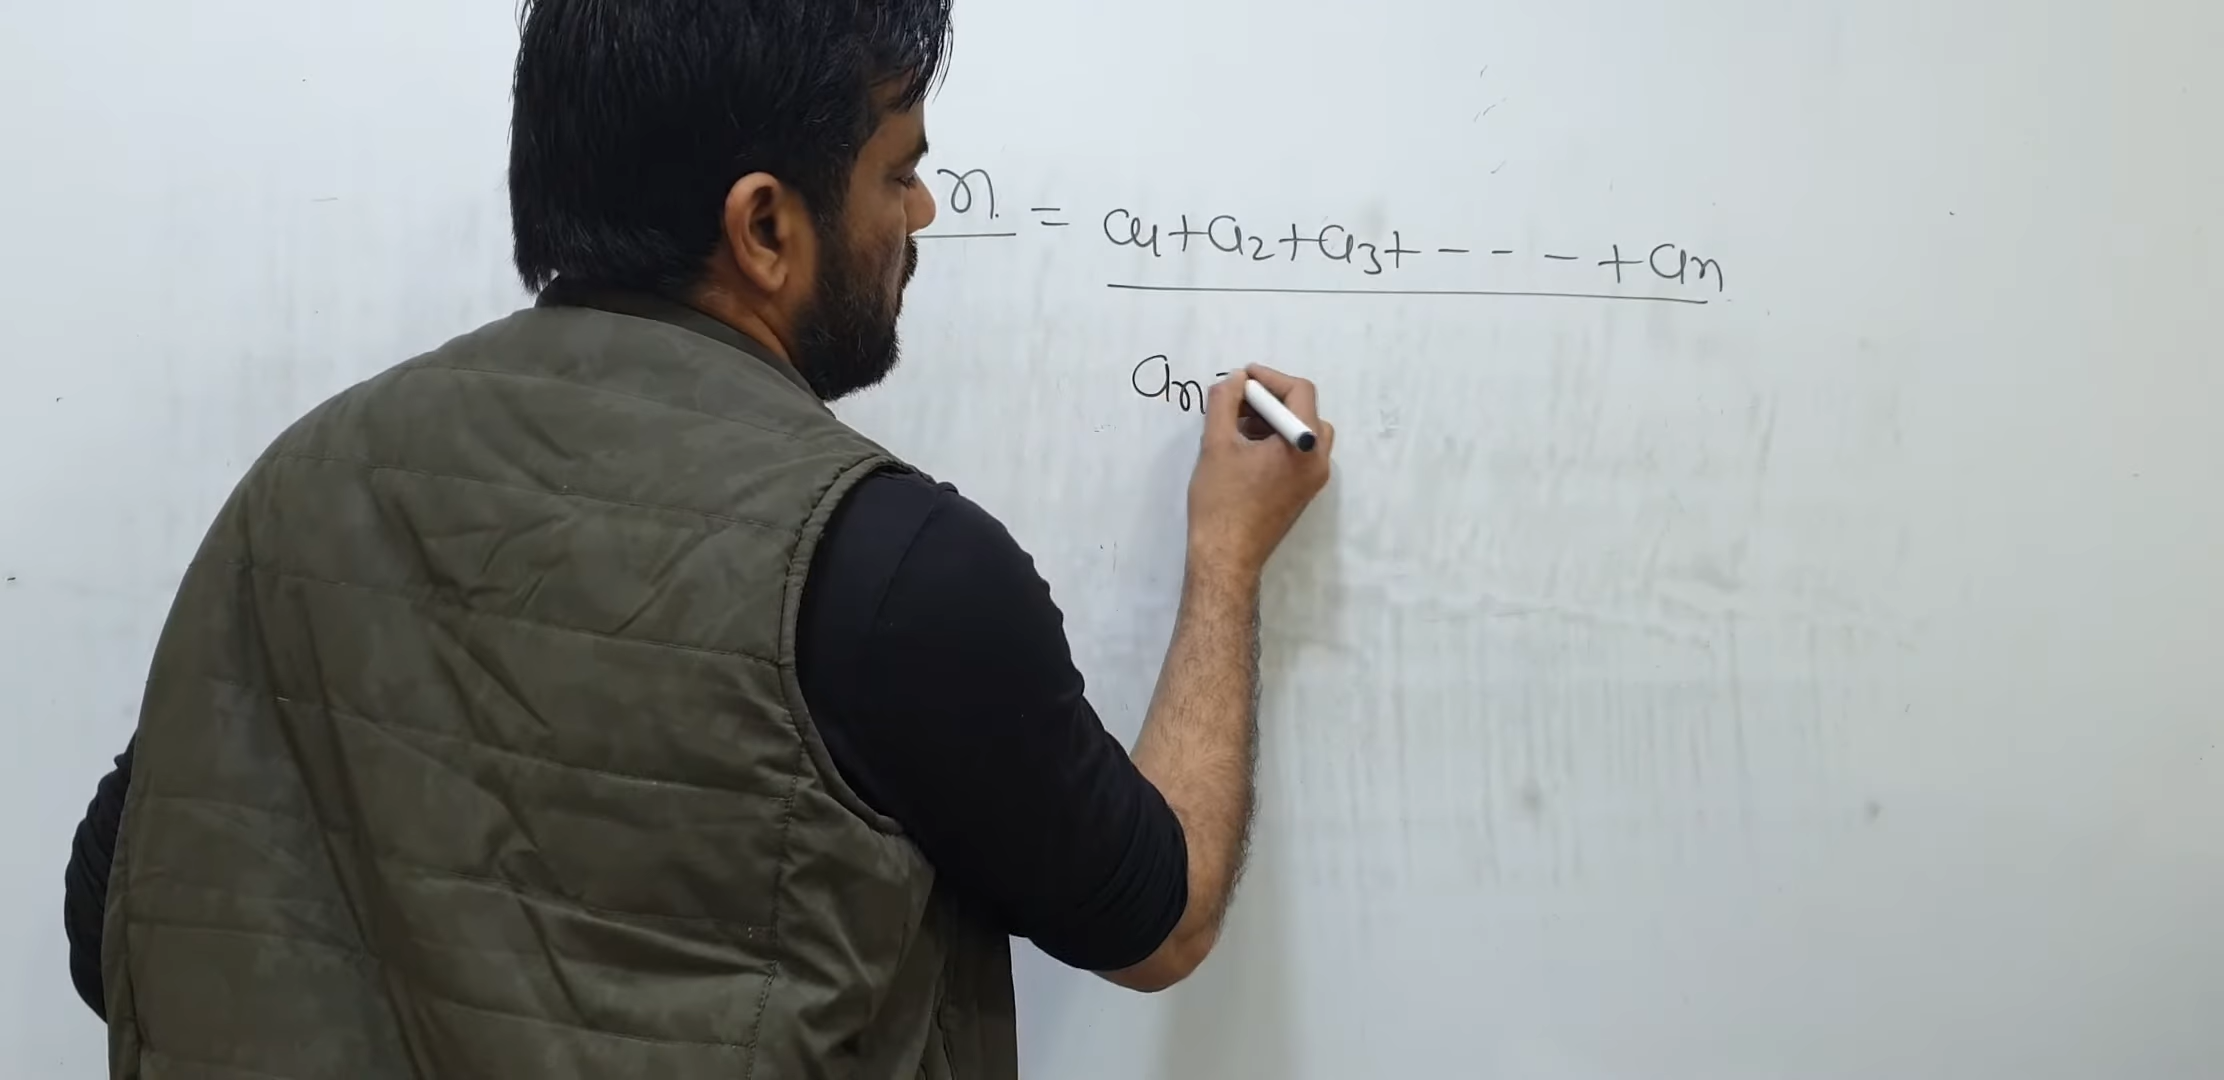 n = a1+a2+a3+ - - - +an
an =